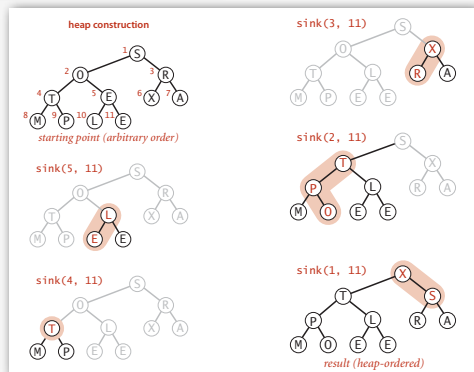 heap construction
1
S
2
O
3
R
4
T
5
E
6
X
7
A
8
M
9
P
10
L
11
E
starting point (arbitrary order)
sink(5, 11)
S
O
R
T
L
X
A
M
P
E
E
sink(4, 11)
S
O
R
T
L
X
A
M
P
E
E
sink(3, 11)
S
O
X
T
L
R
A
M
P
E
E
sink(2, 11)
S
T
X
P
L
R
A
M
O
E
E
sink(1, 11)
X
T
S
P
L
R
A
M
O
E
E
result (heap-ordered)